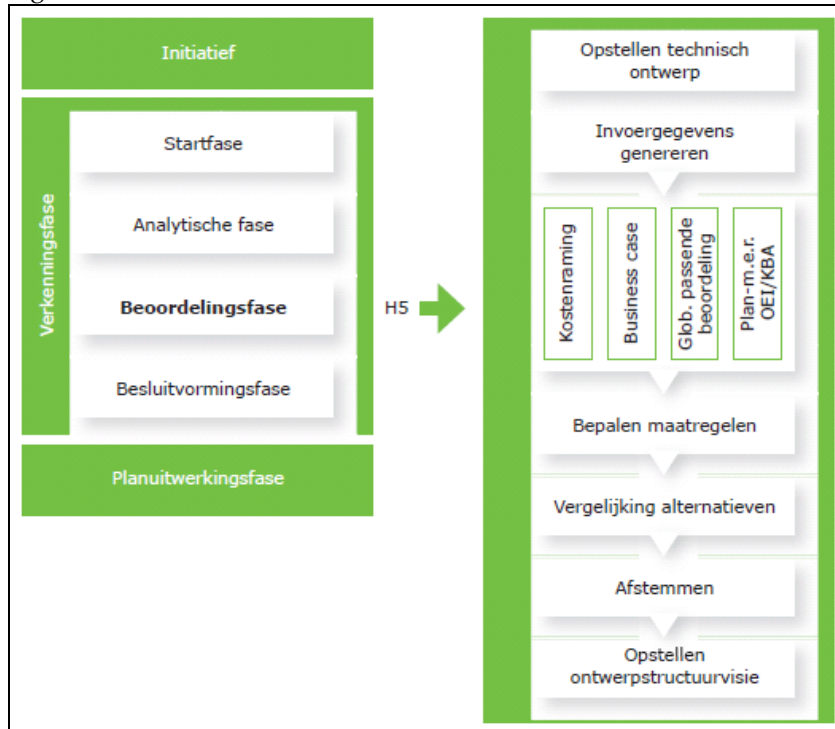 Initiatief
Verkenningsfase
Startfase
Analytische fase
Beoordelingsfase
Besluitvormingsfase
Planuitwerkingsfase
H5
Opstellen technisch
ontwerp
Invoergegevens
genereren
Kostenraming
Business case
Glob. passende
beoordeling
Plan-m.e.r.
OEI/KBA
Bepalen maatregelen
Vergelijking alternatieven
Afstemmen
Opstellen
ontwerpstructuurvisie